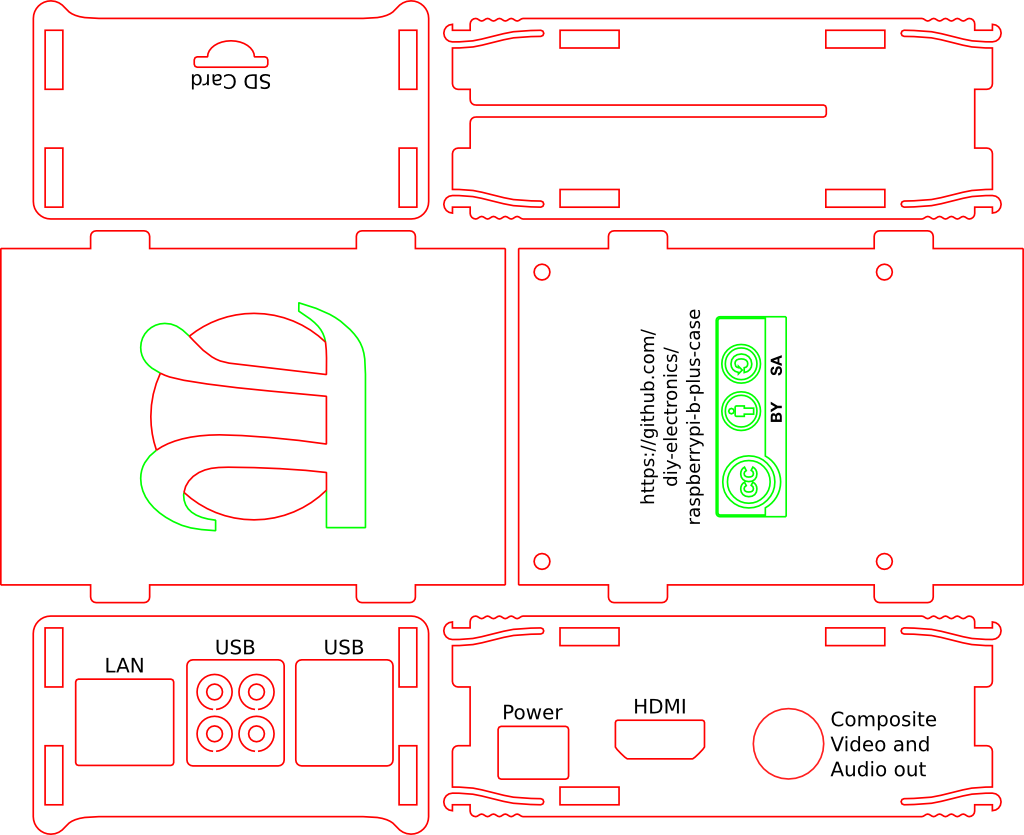 SD Card
https://github.com/
diy-electronics/
raspberrypi-b-plus-case
cc
BY
SA
LAN
USB
USB
Power
HDMI
Composite
Video and
Audio out